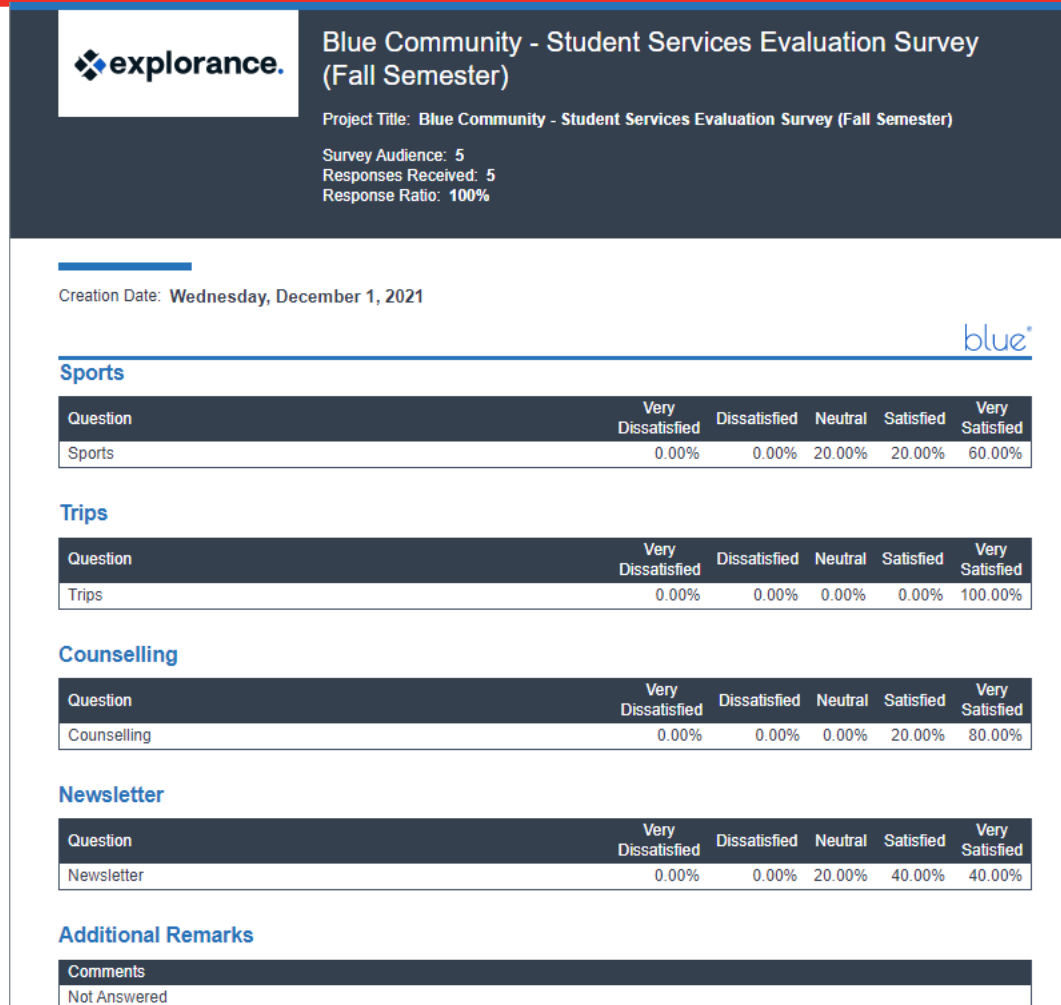 explorance.
Blue Community - Student Services Evaluation Survey
(Fall Semester)
Project Title: Blue Community - Student Services Evaluation Survey (Fall Semester)
Survey Audience: 5
Responses Received: 5
Response Ratio: 100%
Creation Date: Wednesday, December 1, 2021
blue®
Sports
Question Very Dissatisfied Dissatisfied Neutral Satisfied Very Satisfied
Sports 0.00% 0.00% 20.00% 20.00% 60.00%
Trips
Question Very Dissatisfied Dissatisfied Neutral Satisfied Very Satisfied
Trips 0.00% 0.00% 0.00% 0.00% 100.00%
Counselling
Question Very Dissatisfied Dissatisfied Neutral Satisfied Very Satisfied
Counselling 0.00% 0.00% 0.00% 20.00% 80.00%
Newsletter
Question Very Dissatisfied Dissatisfied Neutral Satisfied Very Satisfied
Newsletter 0.00% 0.00% 20.00% 40.00% 40.00%
Additional Remarks
Comments
Not Answered